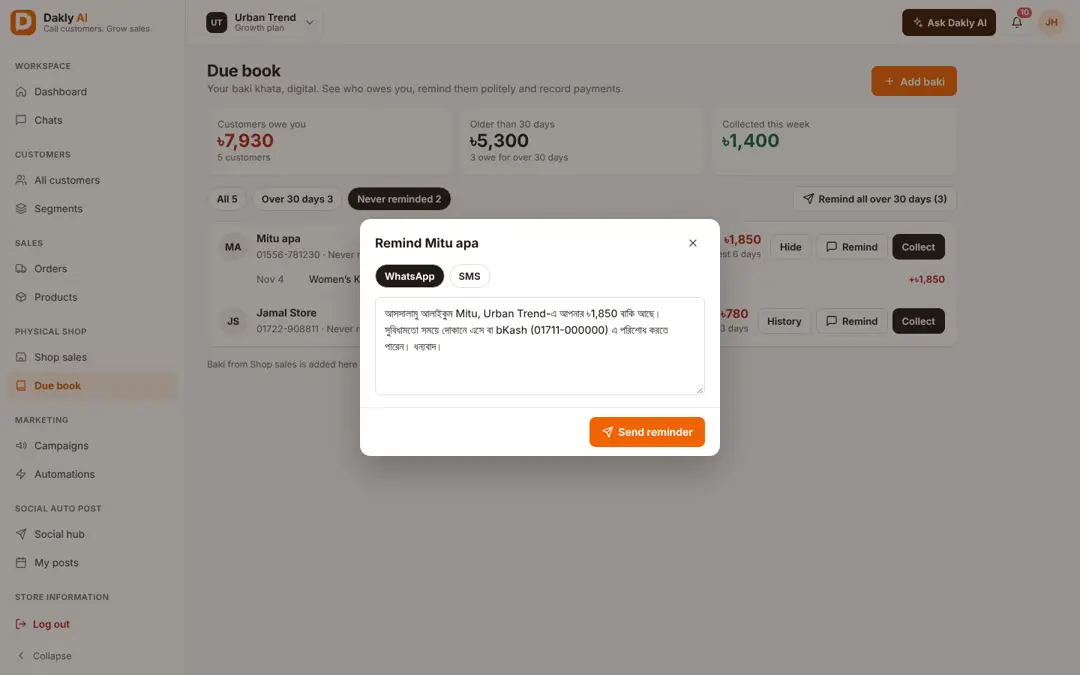 Dakly AI
Call customers. Grow sales.
UT
Urban Trend
Growth plan
Ask Dakly AI
10
JH
WORKSPACE
Dashboard
Chats
CUSTOMERS
All customers
Segments
SALES
Orders
Products
PHYSICAL SHOP
Shop sales
Due book
MARKETING
Campaigns
Automations
SOCIAL AUTO POST
Social hub
My posts
STORE INFORMATION
Log out
Collapse
Due book
Your baki khata, digital. See who owes you, remind them politely and record payments.
+ Add baki
Customers owe you
৳7,930
5 customers
Older than 30 days
৳5,300
3 owe for over 30 days
Collected this week
৳1,400
All 5
Over 30 days 3
Never reminded 2
Remind all over 30 days (3)
MA
Mitu apa
01556-781230 · Never
৳1,850
6 days
Hide
Remind
Collect
Nov 4
Women's
+৳1,850
JS
Jamal Store
01722-908811 · Never
৳780
3 days
History
Remind
Collect
Baki from Shop sales is added here
Remind Mitu apa
WhatsApp
SMS
আসসালামু আলাইকুম Mitu, Urban Trend-এ আপনার ৳1,850 বাকি আছে।
সুবিধামতো সময়ে দোকানে এসে বা bKash (01711-000000) এ পরিশোধ করতে
পারেন। ধন্যবাদ।
Send reminder